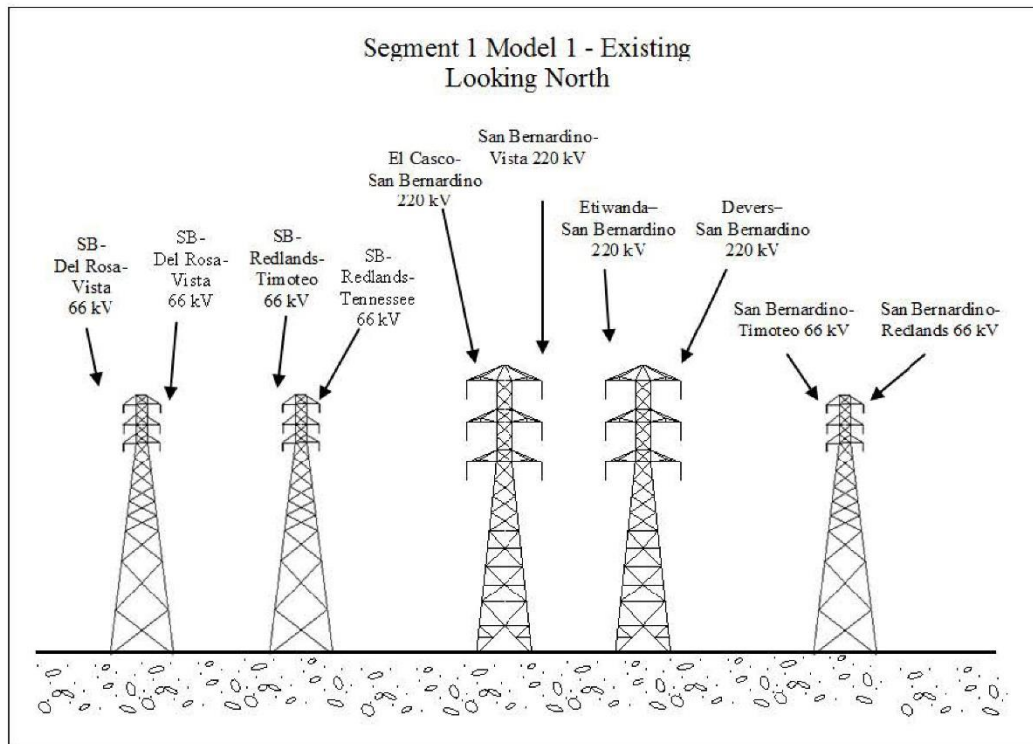 Segment 1 Model 1 - Existing
Looking North
San Bernardino-
Vista 220 kV
El Casco-
San Bernardino
220 kV
Etiwanda–
San Bernardino
220 kV
Devers–
San Bernardino
220 kV
SB-
Del Rosa-
Vista
66 kV
SB-
Del Rosa-
Vista
66 kV
SB-
Redlands-
Timoteo
66 kV
SB-
Redlands-
Tennessee
66 kV
San Bernardino-
Timoteo 66 kV
San Bernardino-
Redlands 66 kV